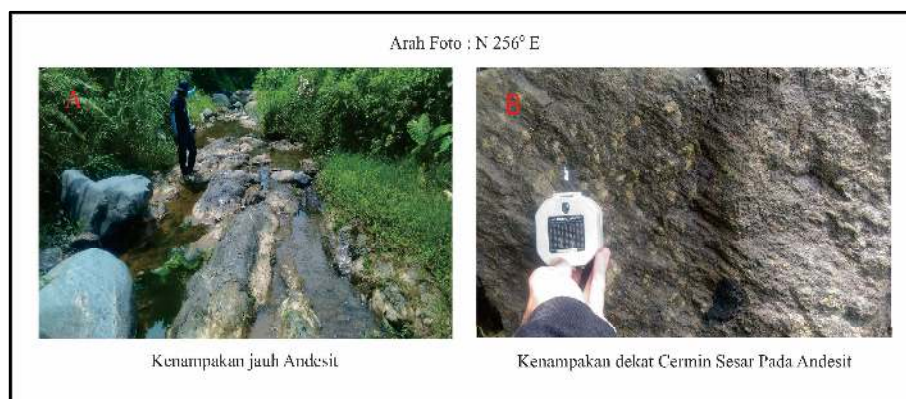 Arah Foto : N 256° E
A
B
Kenampakan jauh Andesit
Kenampakan dekat Cermin Sesar Pada Andesit